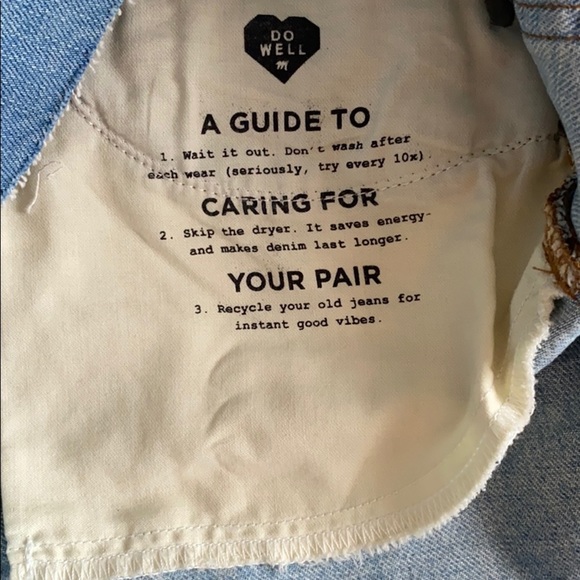 DO
WELL
m
A GUIDE TO
1. Wait it out. Don't wash after
each wear (seriously, try every 10x)
CARING FOR
2. Skip the dryer. It saves energy
and makes denim last longer.
YOUR PAIR
3. Recycle your old jeans for
instant good vibes.